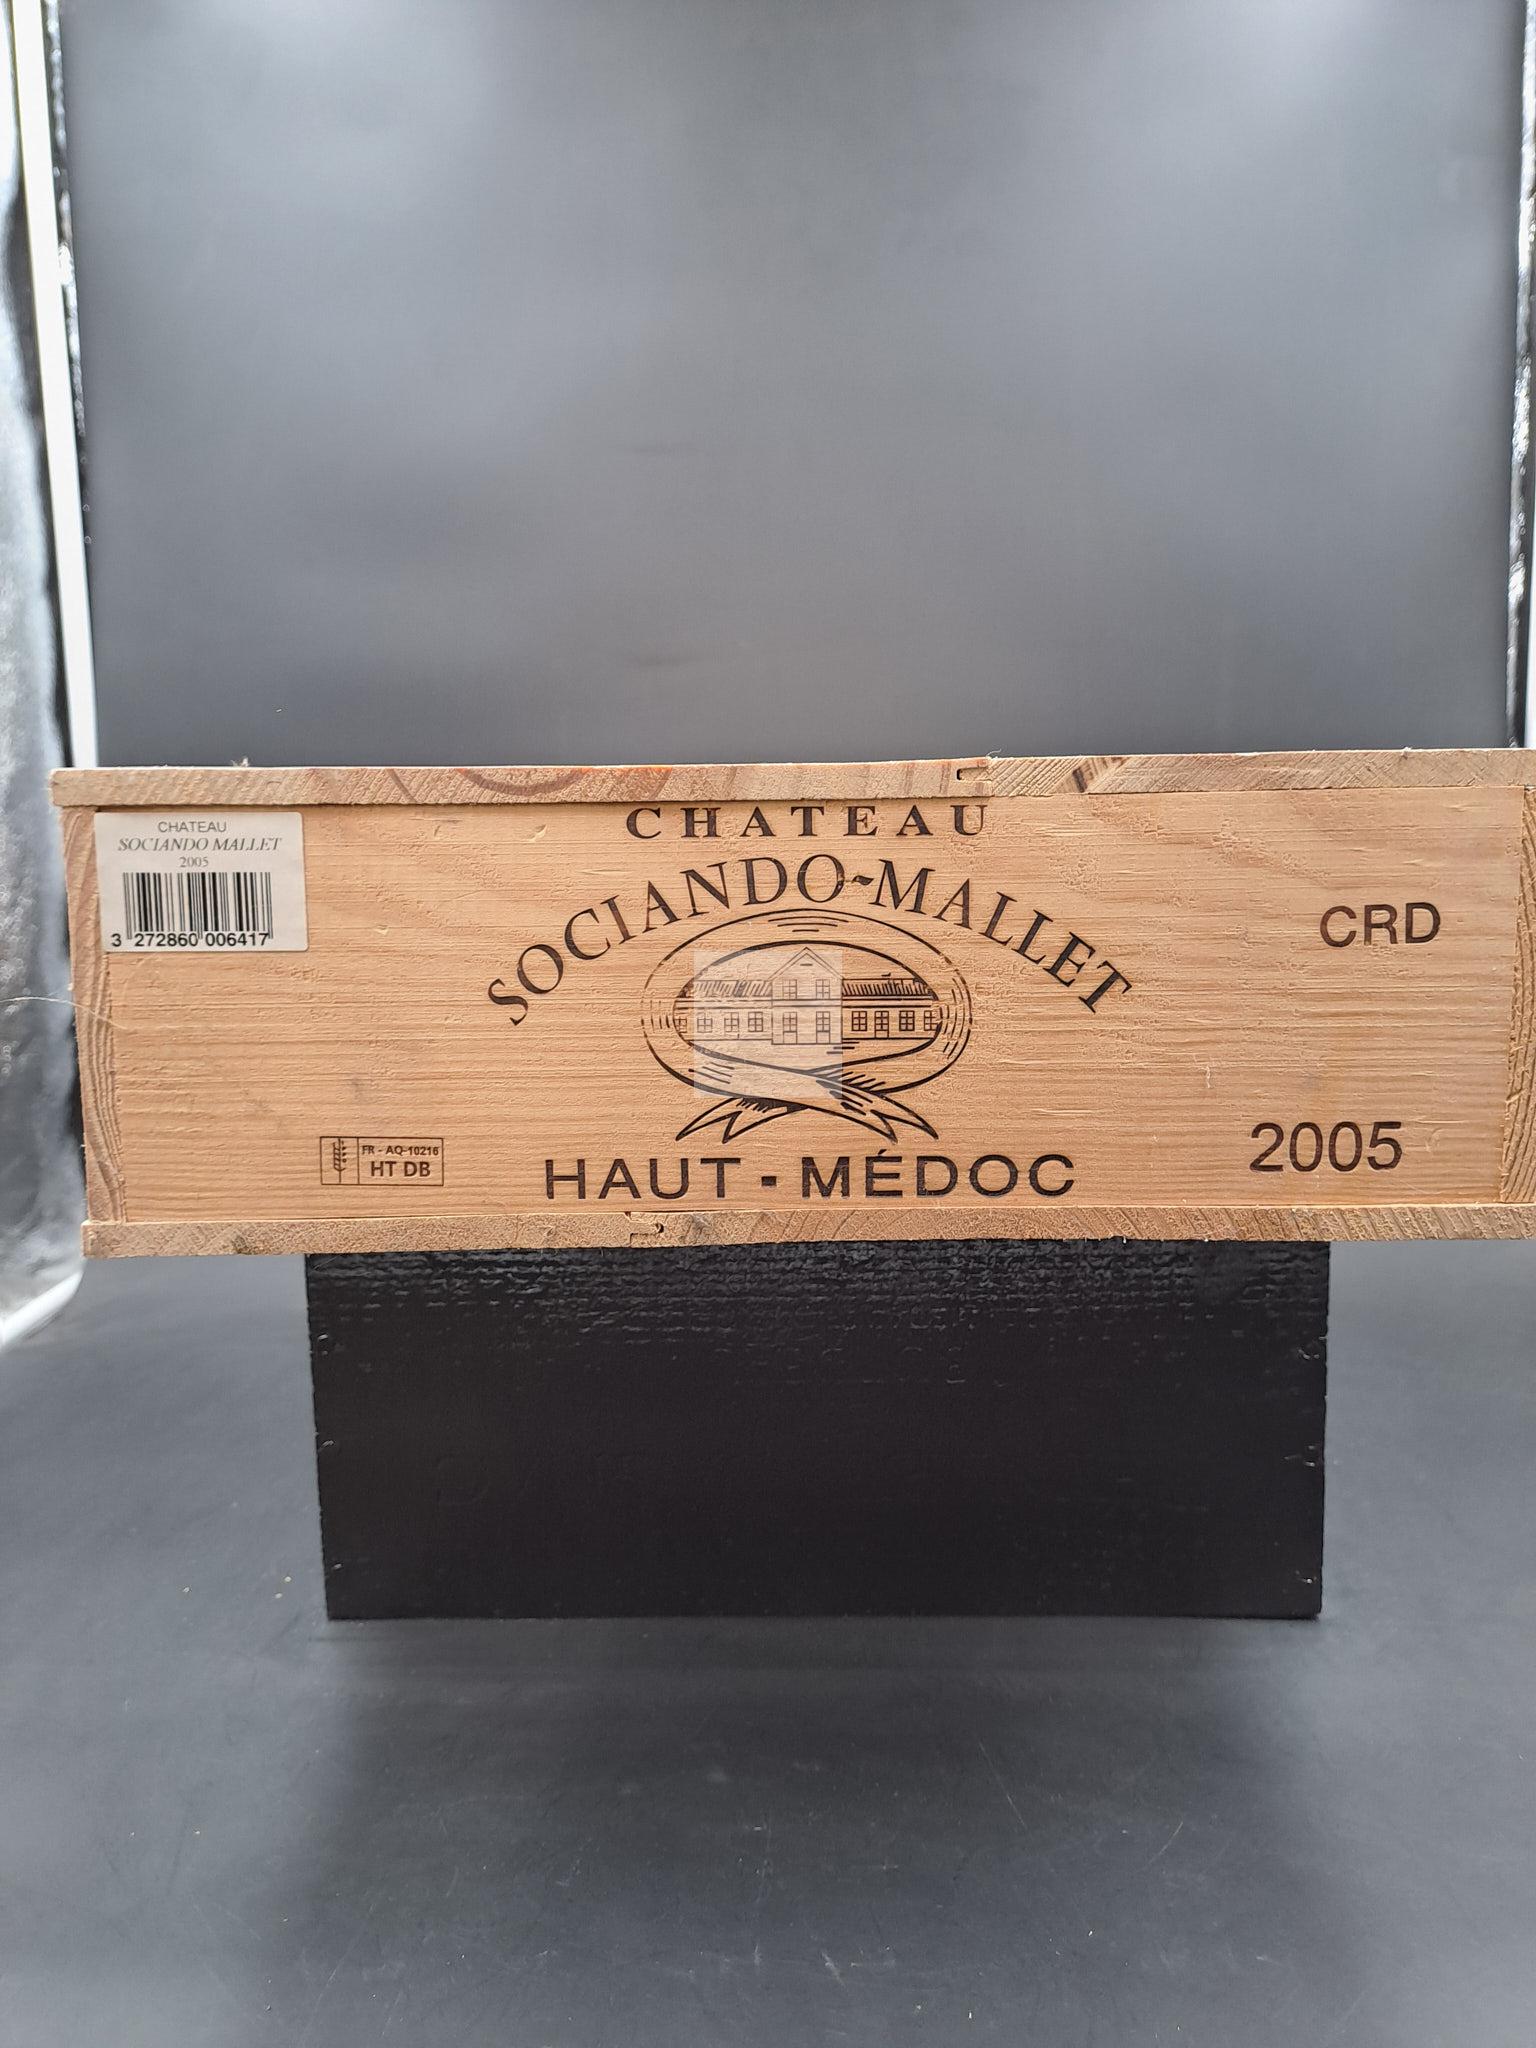 CHATEAU
SOCIANDO MALLET
2005
3 272860 006417
CHATEAU
SOCIANDO-MALLET
CRD
FR - AQ-10216
HT DB
HAUT - MÉDOC
2005